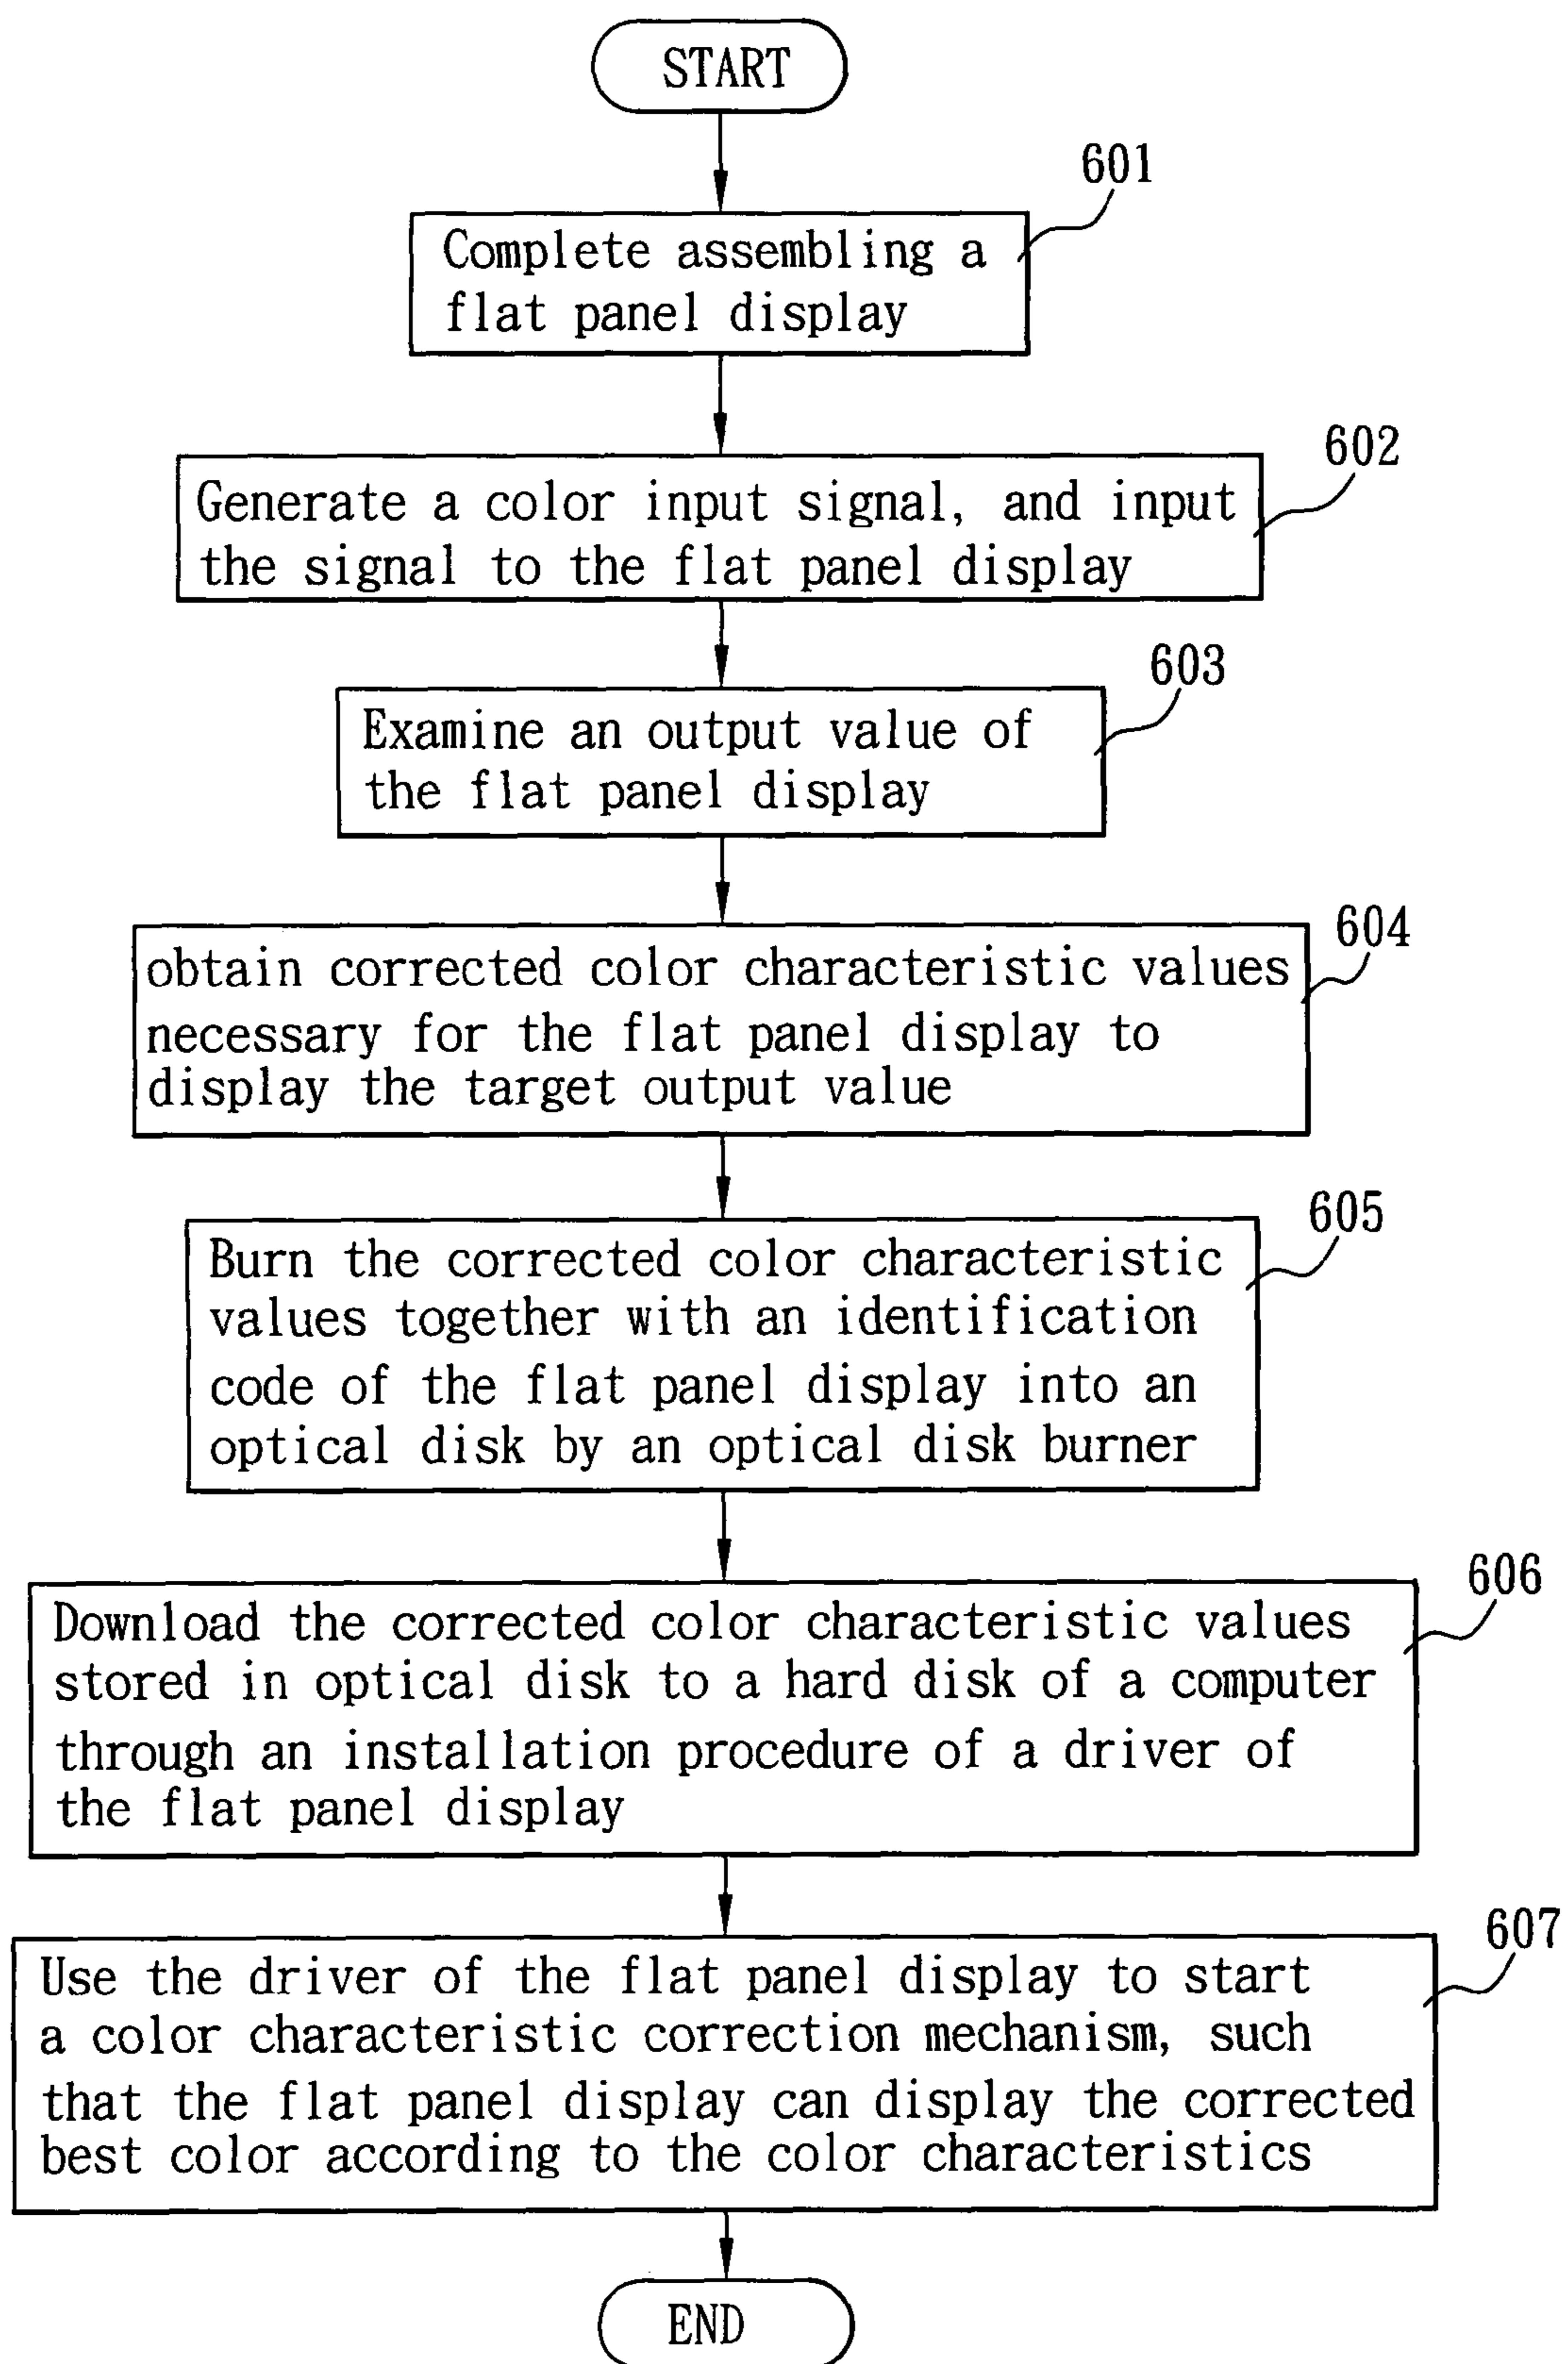 START
601
Complete assembling a
flat panel display
602
Generate a color input signal, and input
the signal to the flat panel display
603
Examine an output value of
the flat panel display
604
obtain corrected color characteristic values
necessary for the flat panel display to
display the target output value
605
Burn the corrected color characteristic
values together with an identification
code of the flat panel display into an
optical disk by an optical disk burner
606
Download the corrected color characteristic values
stored in optical disk to a hard disk of a computer
through an installation procedure of a driver of
the flat panel display
607
Use the driver of the flat panel display to start
a color characteristic correction mechanism, such
that the flat panel display can display the corrected
best color according to the color characteristics
END